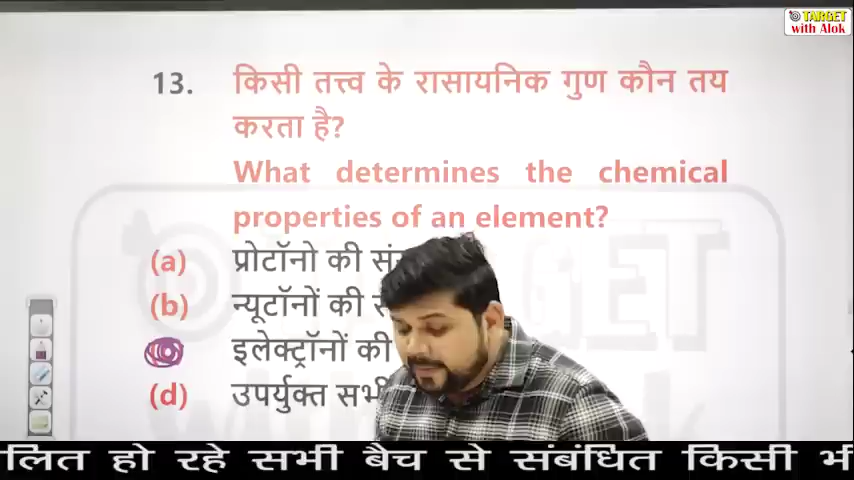 TARGET
with Alok
13. किसी तत्त्व के रासायनिक गुण कौन तय
करता है?
What determines the chemical
properties of an element?
(a) प्रोटॉनो की
(b) न्यूटॉनों की
इलेक्ट्रॉनों की
(d) उपर्युक्त सभी
लित हो रहे सभी बैच से संबंधित किसी भी